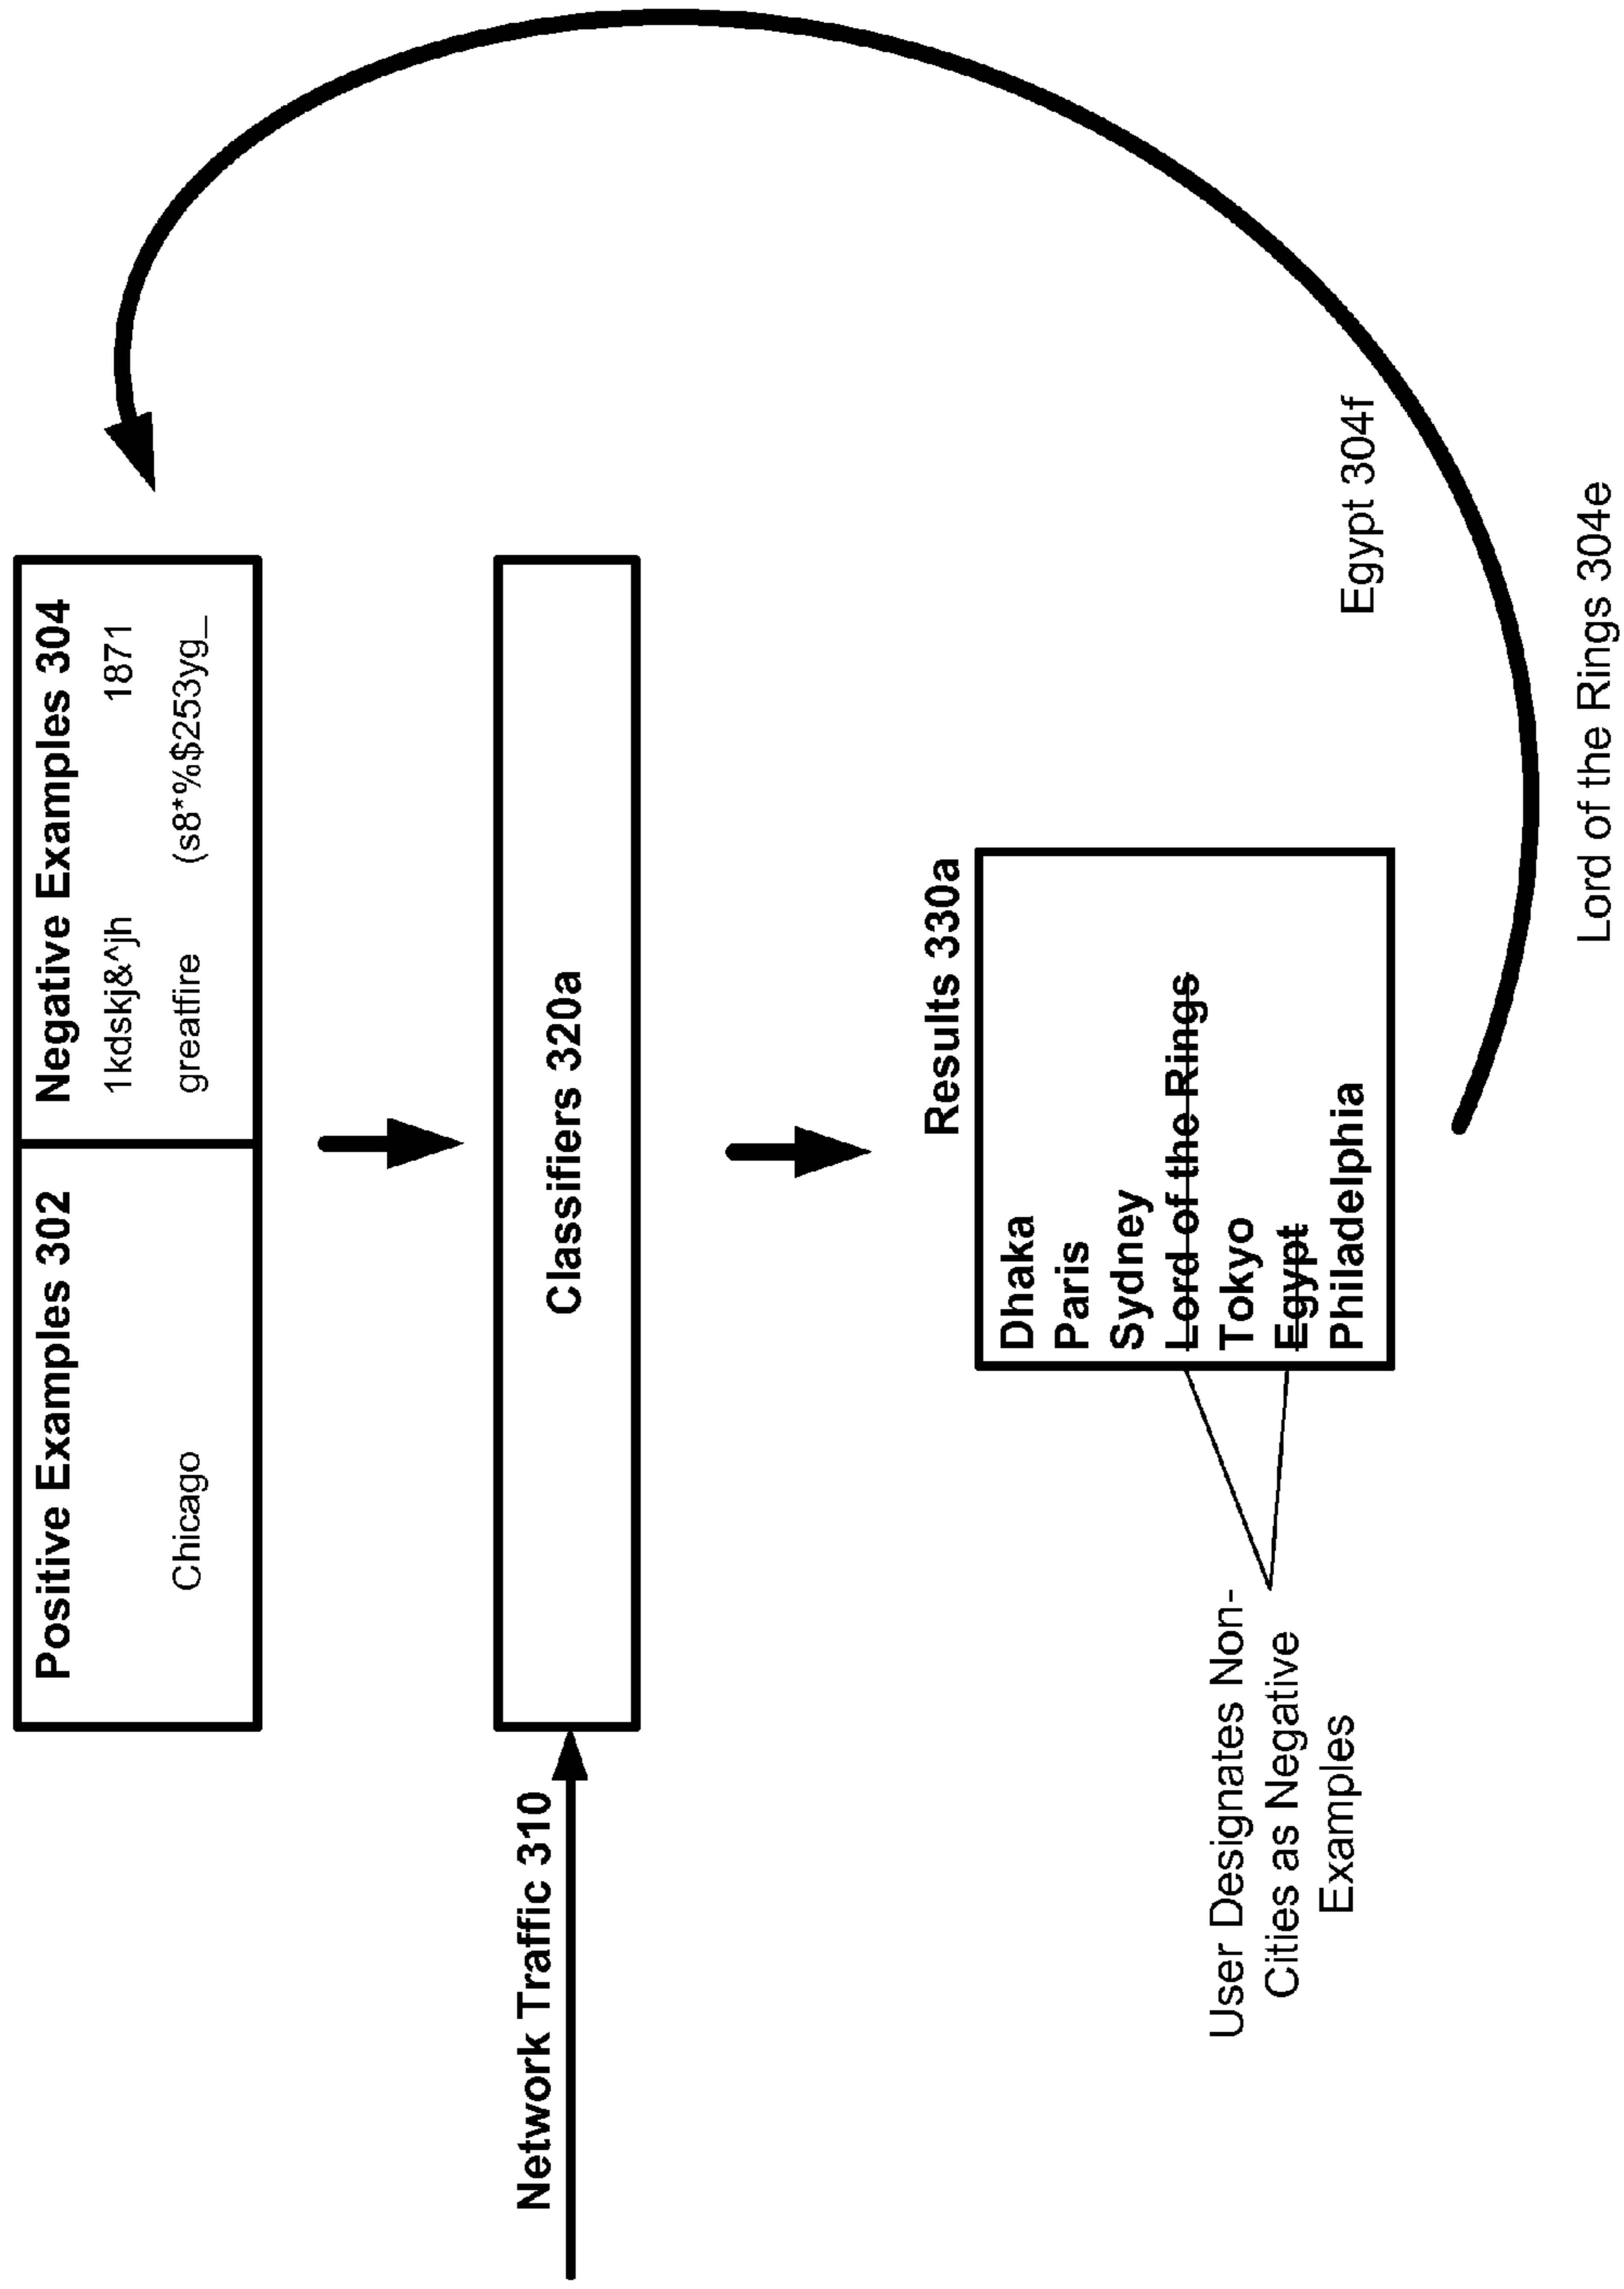 Positive Examples 302
Chicago
Negative Examples 304
1kdskj&^jh 1871
greatfire (s8*%$253yg_
Network Traffic 310
Classifiers 320a
Results 330a
Dhaka
Paris
Sydney
Lord of the Rings
Tokyo
Egypt
Philadelphia
User Designates Non-
Cities as Negative
Examples
Egypt 304f
Lord of the Rings 304e